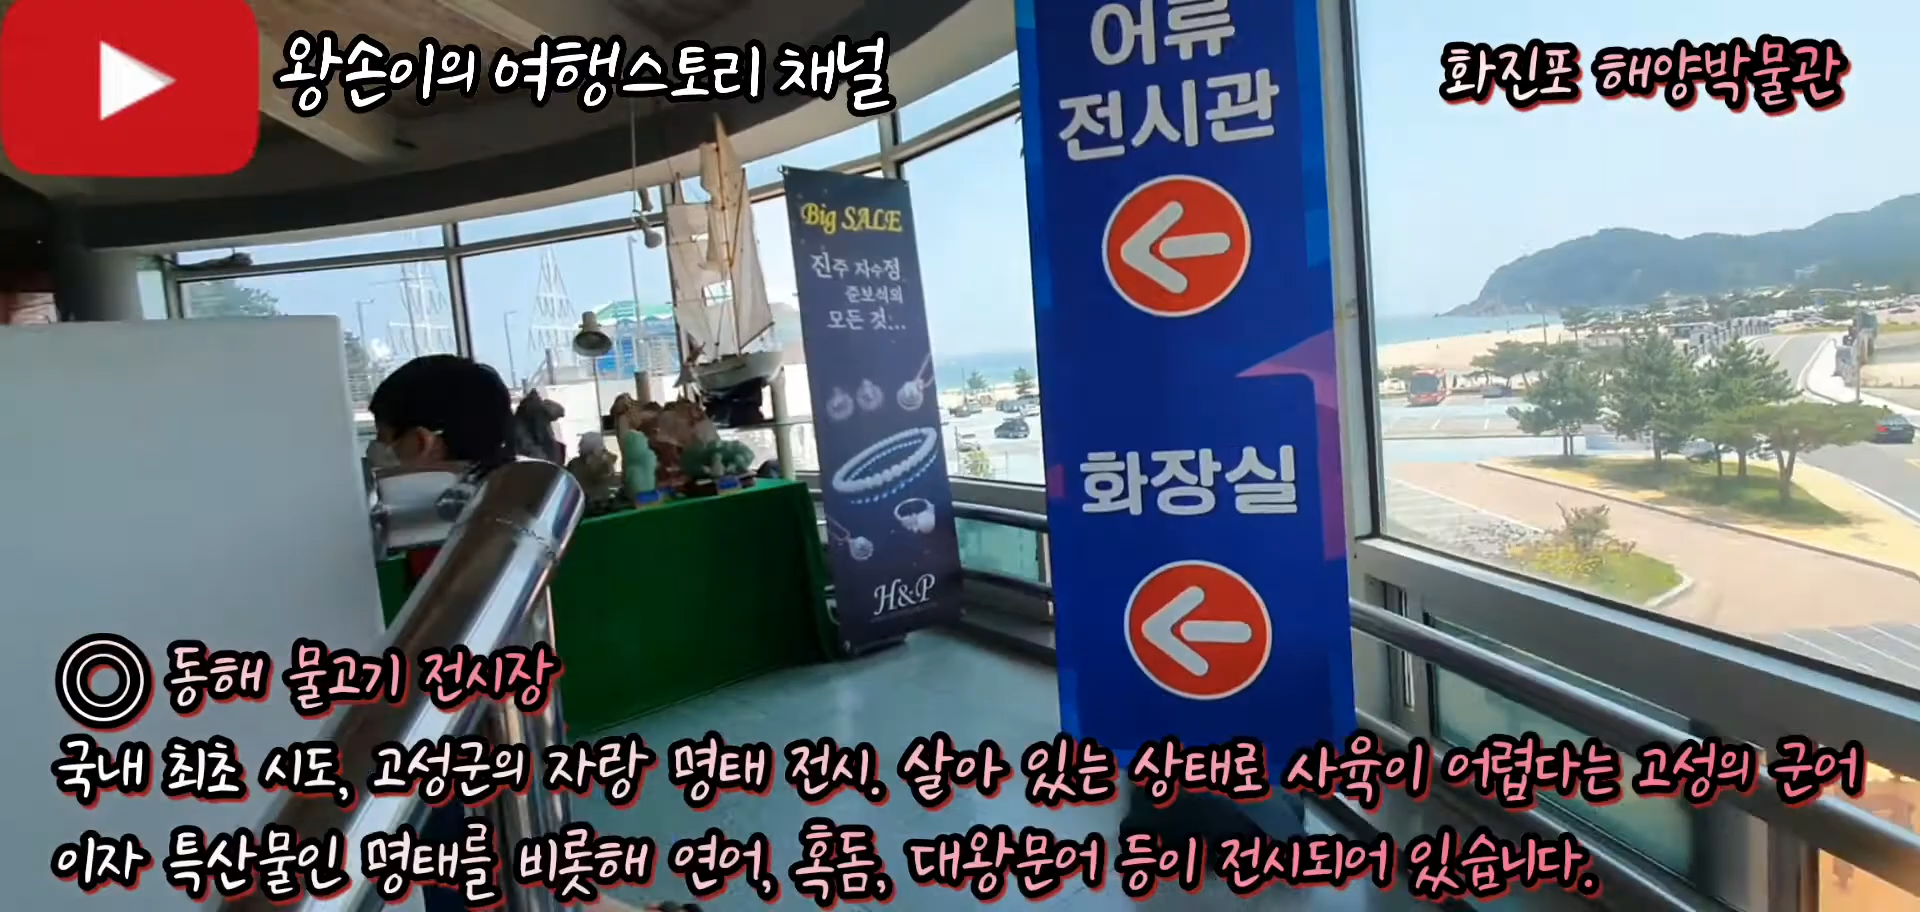 왕손이의 여행스토리 채널
화진포 해양박물관
어류
전시관
Big SALE
진주 자수정
준보석의
모든 것...
화장실
H&P
◎ 동해 물고기 전시장
국내 최초 시도, 고성군의 자랑 명태 전시. 살아 있는 상태로 사육이 어렵다는 고성의 군어
이자 특산물인 명태를 비롯해 연어, 혹돔, 대왕문어 등이 전시되어 있습니다.